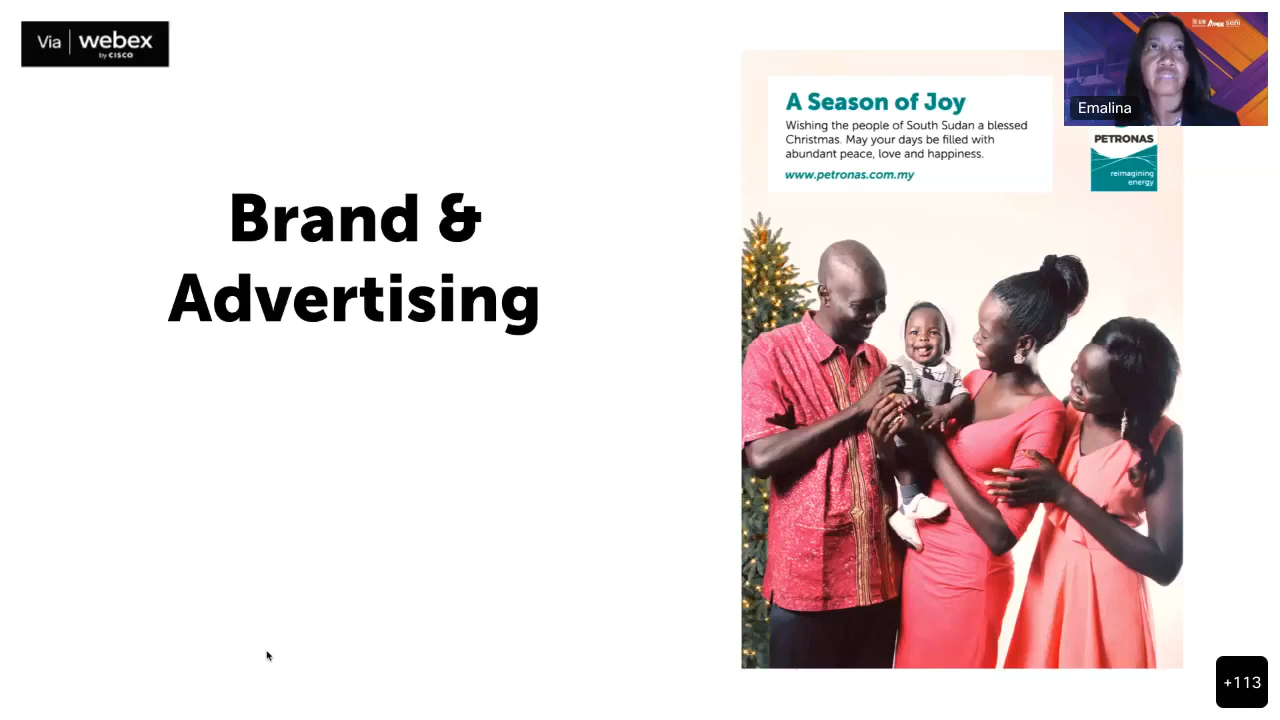 Via | webex
by CISCO
Brand &
Advertising
A Season of Joy
Wishing the people of South Sudan a blessed
Christmas. May your days be filled with
abundant peace, love and happiness.
www.petronas.com.my
PETRONAS
reimagining
energy
Emalina
+113